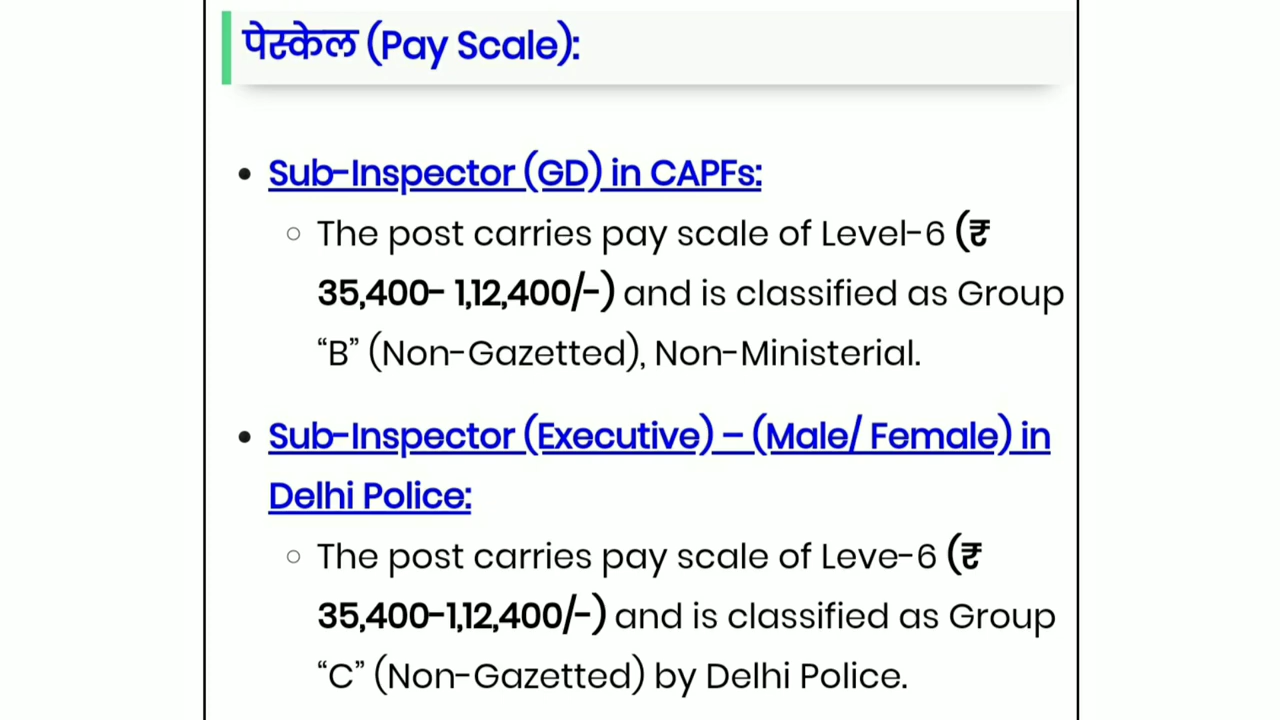 पेस्केल (Pay Scale):
Sub-Inspector (GD) in CAPFs:
The post carries pay scale of Level-6 (₹
35,400- 1,12,400/-) and is classified as Group
“B” (Non-Gazetted), Non-Ministerial.
Sub-Inspector (Executive) – (Male/ Female) in
Delhi Police:
The post carries pay scale of Leve-6 (₹
35,400-1,12,400/-) and is classified as Group
“C” (Non-Gazetted) by Delhi Police.